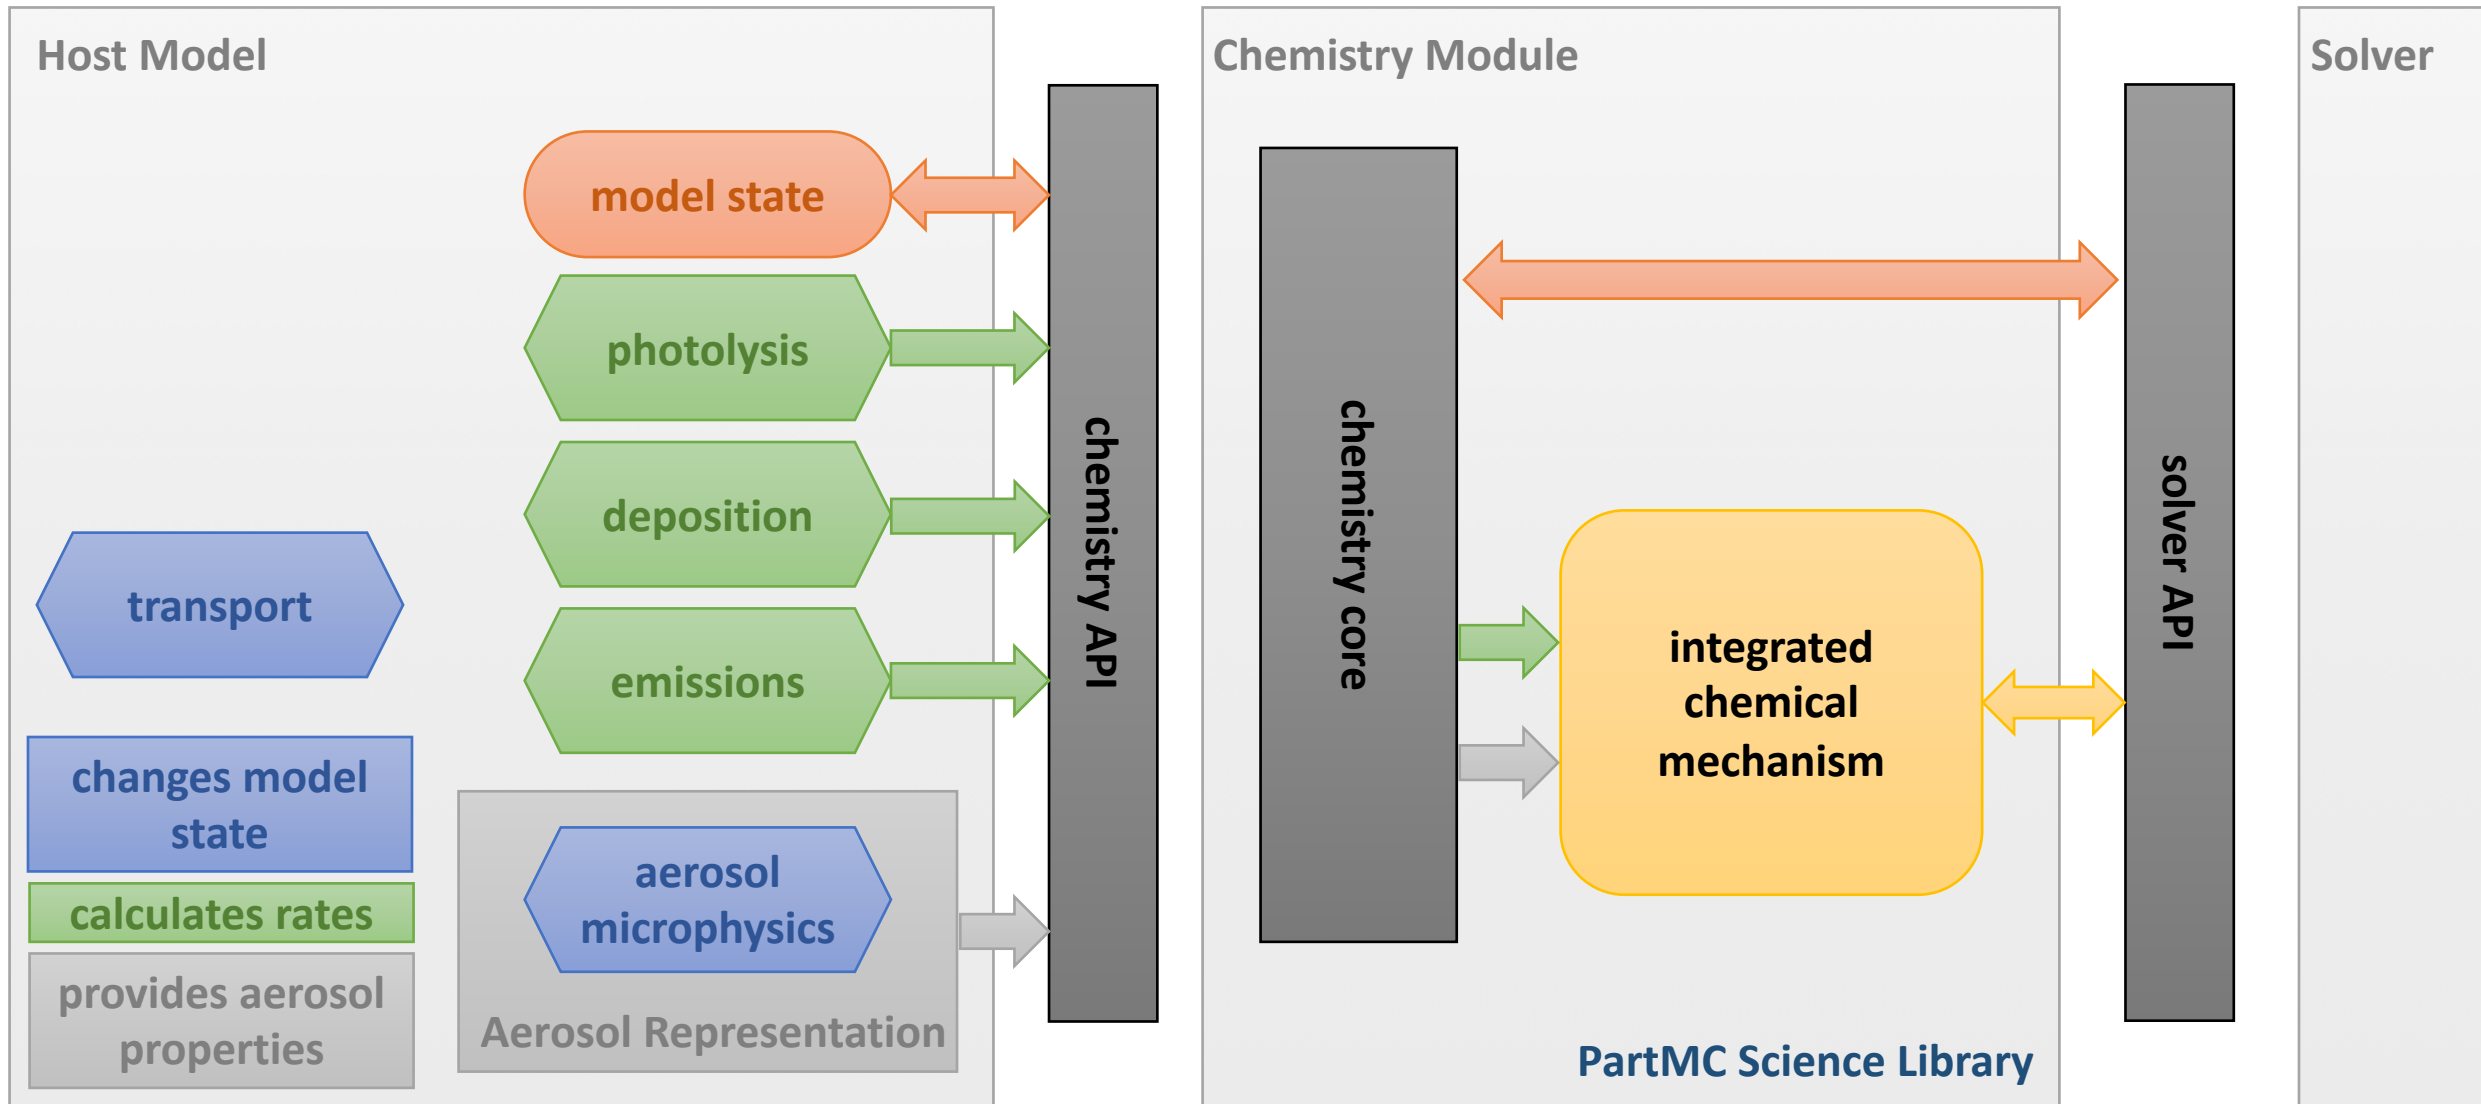 Host Model
model state
photolysis
deposition
emissions
transport
changes model
state
calculates rates
provides aerosol
properties
aerosol
microphysics
Aerosol Representation
chemistry API
Chemistry Module
chemistry core
integrated
chemical
mechanism
PartMC Science Library
solver API
Solver